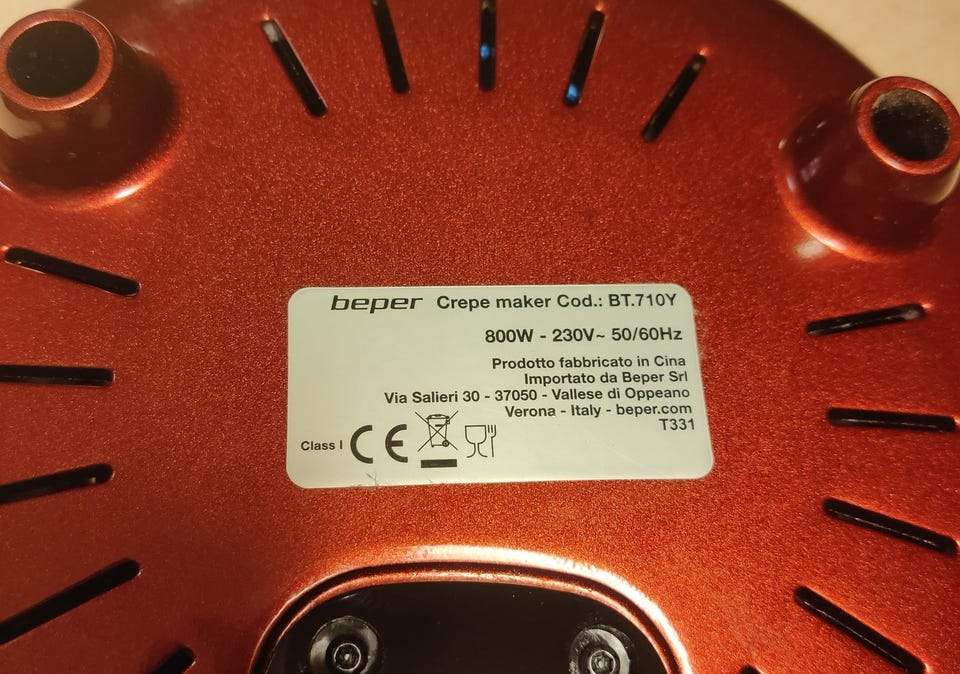 beper Crepe maker Cod.: BT.710Y
800W - 230V~ 50/60Hz
Prodotto fabbricato in Cina
Importato da Beper Srl
Via Salieri 30 - 37050 - Vallese di Oppeano
Verona - Italy - beper.com
T331
Class I CE